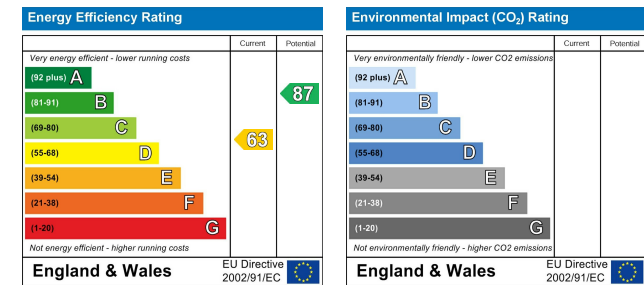 Energy Efficiency Rating
Current Potential
Very energy efficient - lower running costs
(92 plus) A
(81-91) B
(69-80) C
(55-68) D
(39-54) E
(21-38) F
(1-20) G
63
87
Not energy efficient - higher running costs
England & Wales
EU Directive
2002/91/EC
Environmental Impact (CO₂) Rating
Current Potential
Very environmentally friendly - lower CO2 emissions
(92 plus) A
(81-91) B
(69-80) C
(55-68) D
(39-54) E
(21-38) F
(1-20) G
Not environmentally friendly - higher CO2 emissions
England & Wales
EU Directive
2002/91/EC